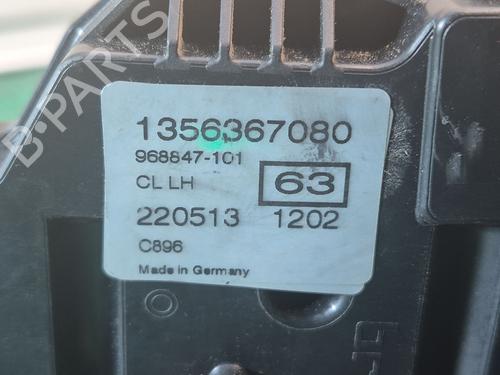 1356367080
968847-101
CL LH
63
220513 1202
C896
Made in Germany
B-PARTS